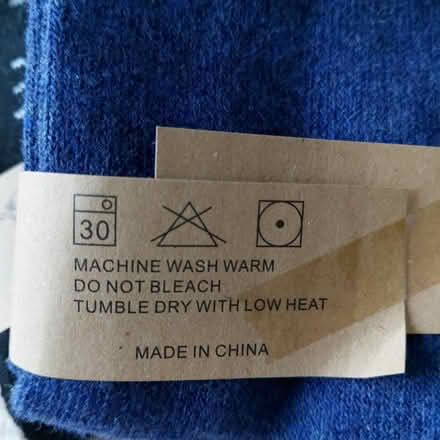 30
MACHINE WASH WARM
DO NOT BLEACH
TUMBLE DRY WITH LOW HEAT
MADE IN CHINA